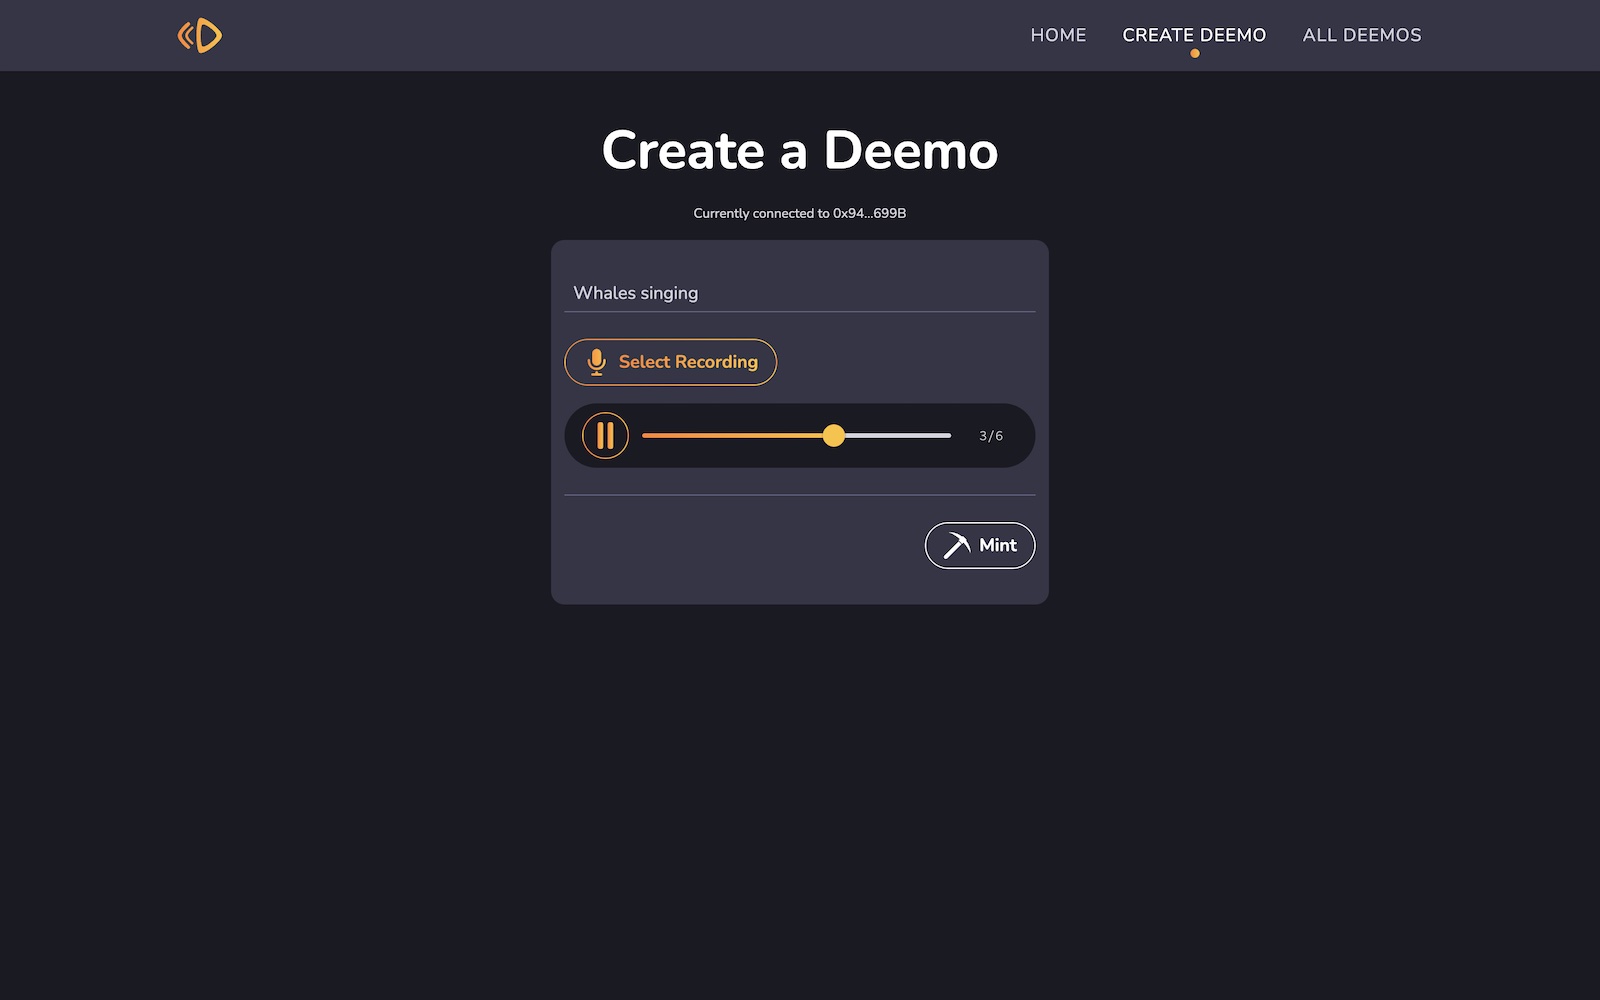 HOME CREATE DEEMO ALL DEEMOS
Create a Deemo
Currently connected to 0x94...699B
Whales singing
Select Recording
3/6
Mint